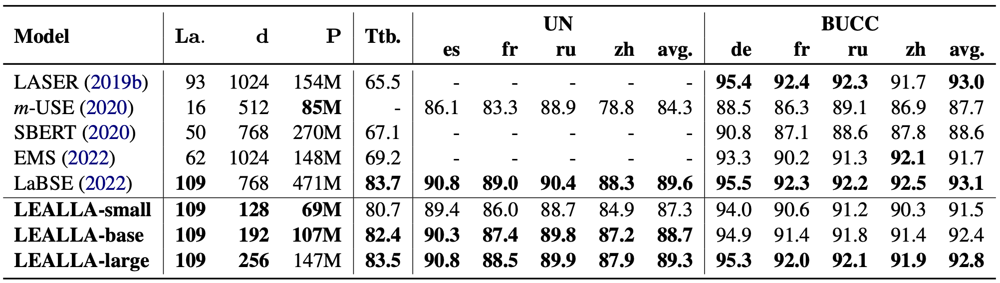 Model La. d P Ttb. UN BUCC
es fr ru zh avg. de fr ru zh avg.
LASER (2019b) 93 1024 154M 65.5 - - - - - 95.4 92.4 92.3 91.7 93.0
m-USE (2020) 16 512 85M - 86.1 83.3 88.9 78.8 84.3 88.5 86.3 89.1 86.9 87.7
SBERT (2020) 50 768 270M 67.1 - - - - - 90.8 87.1 88.6 87.8 88.6
EMS (2022) 62 1024 148M 69.2 - - - - - 93.3 90.2 91.3 92.1 91.7
LaBSE (2022) 109 768 471M 83.7 90.8 89.0 90.4 88.3 89.6 95.5 92.3 92.2 92.5 93.1
LEALLA-small 109 128 69M 80.7 89.4 86.0 88.7 84.9 87.3 94.0 90.6 91.2 90.3 91.5
LEALLA-base 109 192 107M 82.4 90.3 87.4 89.8 87.2 88.7 94.9 91.4 91.8 91.4 92.4
LEALLA-large 109 256 147M 83.5 90.8 88.5 89.9 87.9 89.3 95.3 92.0 92.1 91.9 92.8